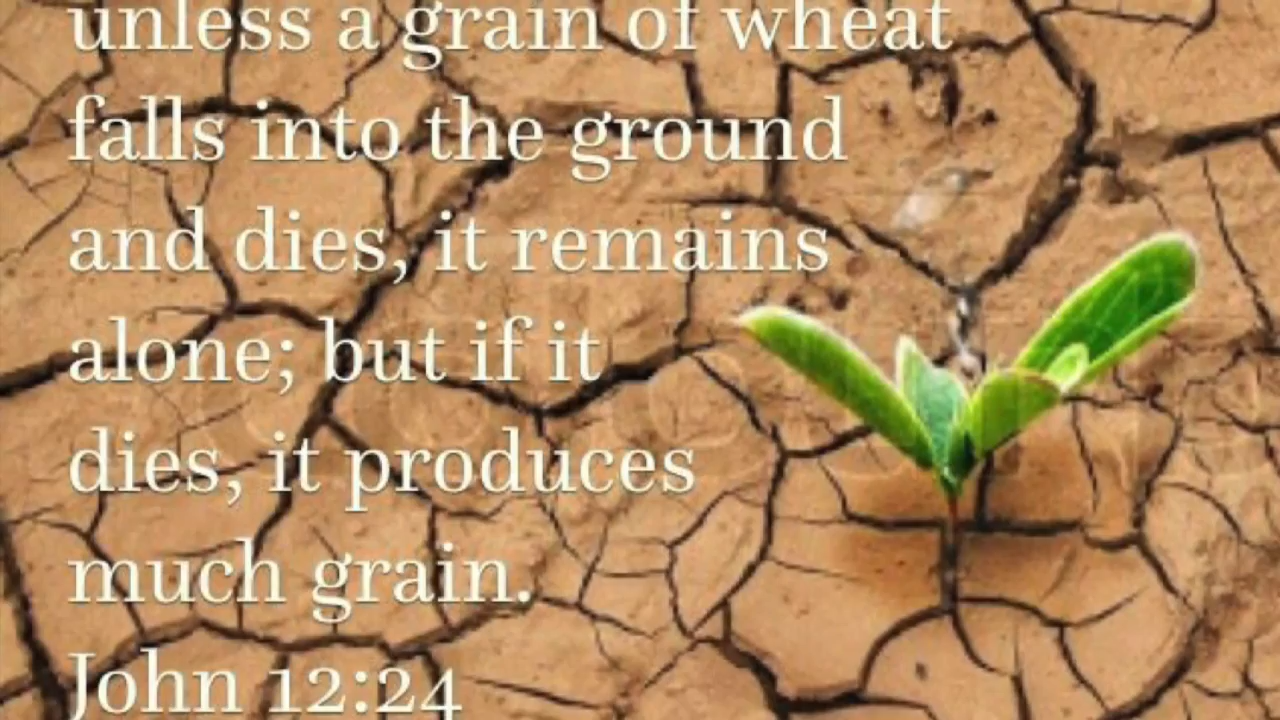 unless a grain of wheat
falls into the ground
and dies, it remains
alone; but if it
dies, it produces
much grain.
John 12:24